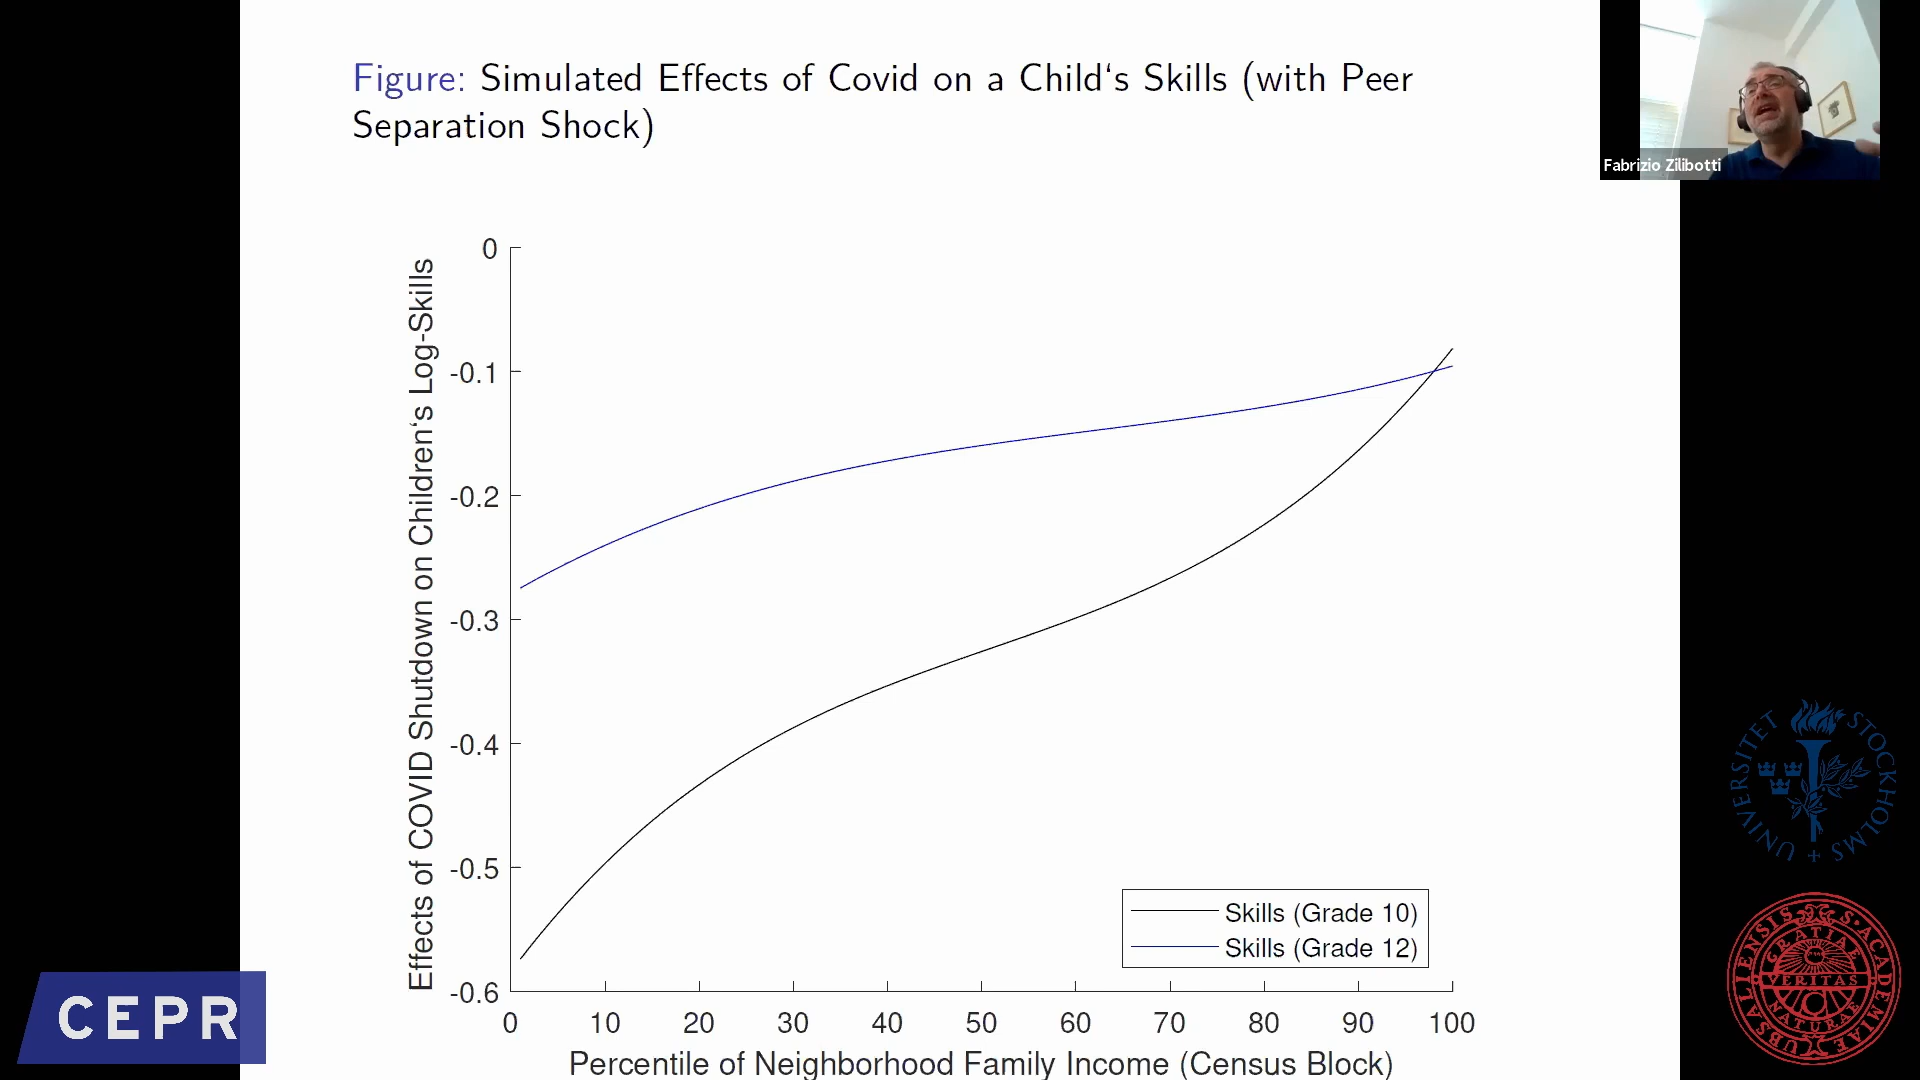 Figure: Simulated Effects of Covid on a Child‘s Skills (with Peer
Separation Shock)
Fabrizio Zilibotti
Effects of COVID Shutdown on Children‘s Log-Skills
0
-0.1
-0.2
-0.3
-0.4
-0.5
-0.6
0 10 20 30 40 50 60 70 80 90 100
Percentile of Neighborhood Family Income (Census Block)
Skills (Grade 10)
Skills (Grade 12)
CEPR
STOCKHOLMS UNIVERSITET
UBSALIENSIS S. ACADEMIAE
GRATIAE VERITAS NATURAE